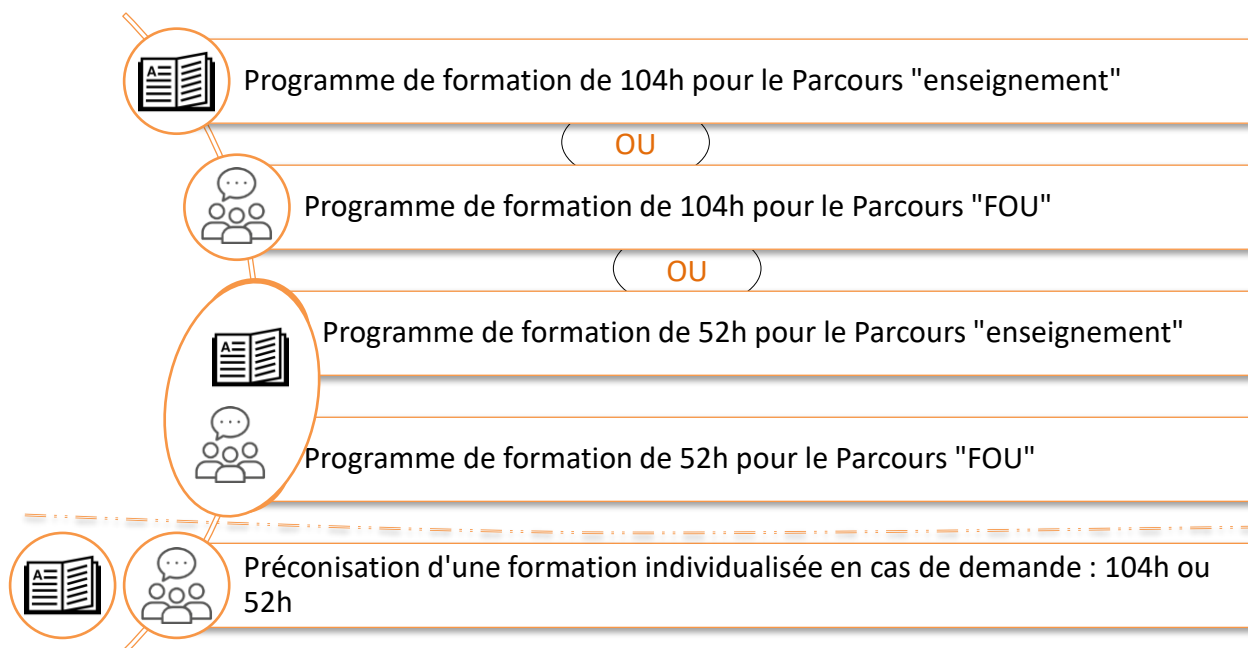 Programme de formation de 104h pour le Parcours "enseignement"
OU
Programme de formation de 104h pour le Parcours "FOU"
OU
Programme de formation de 52h pour le Parcours "enseignement"
Programme de formation de 52h pour le Parcours "FOU"
Préconisation d'une formation individualisée en cas de demande : 104h ou
52h